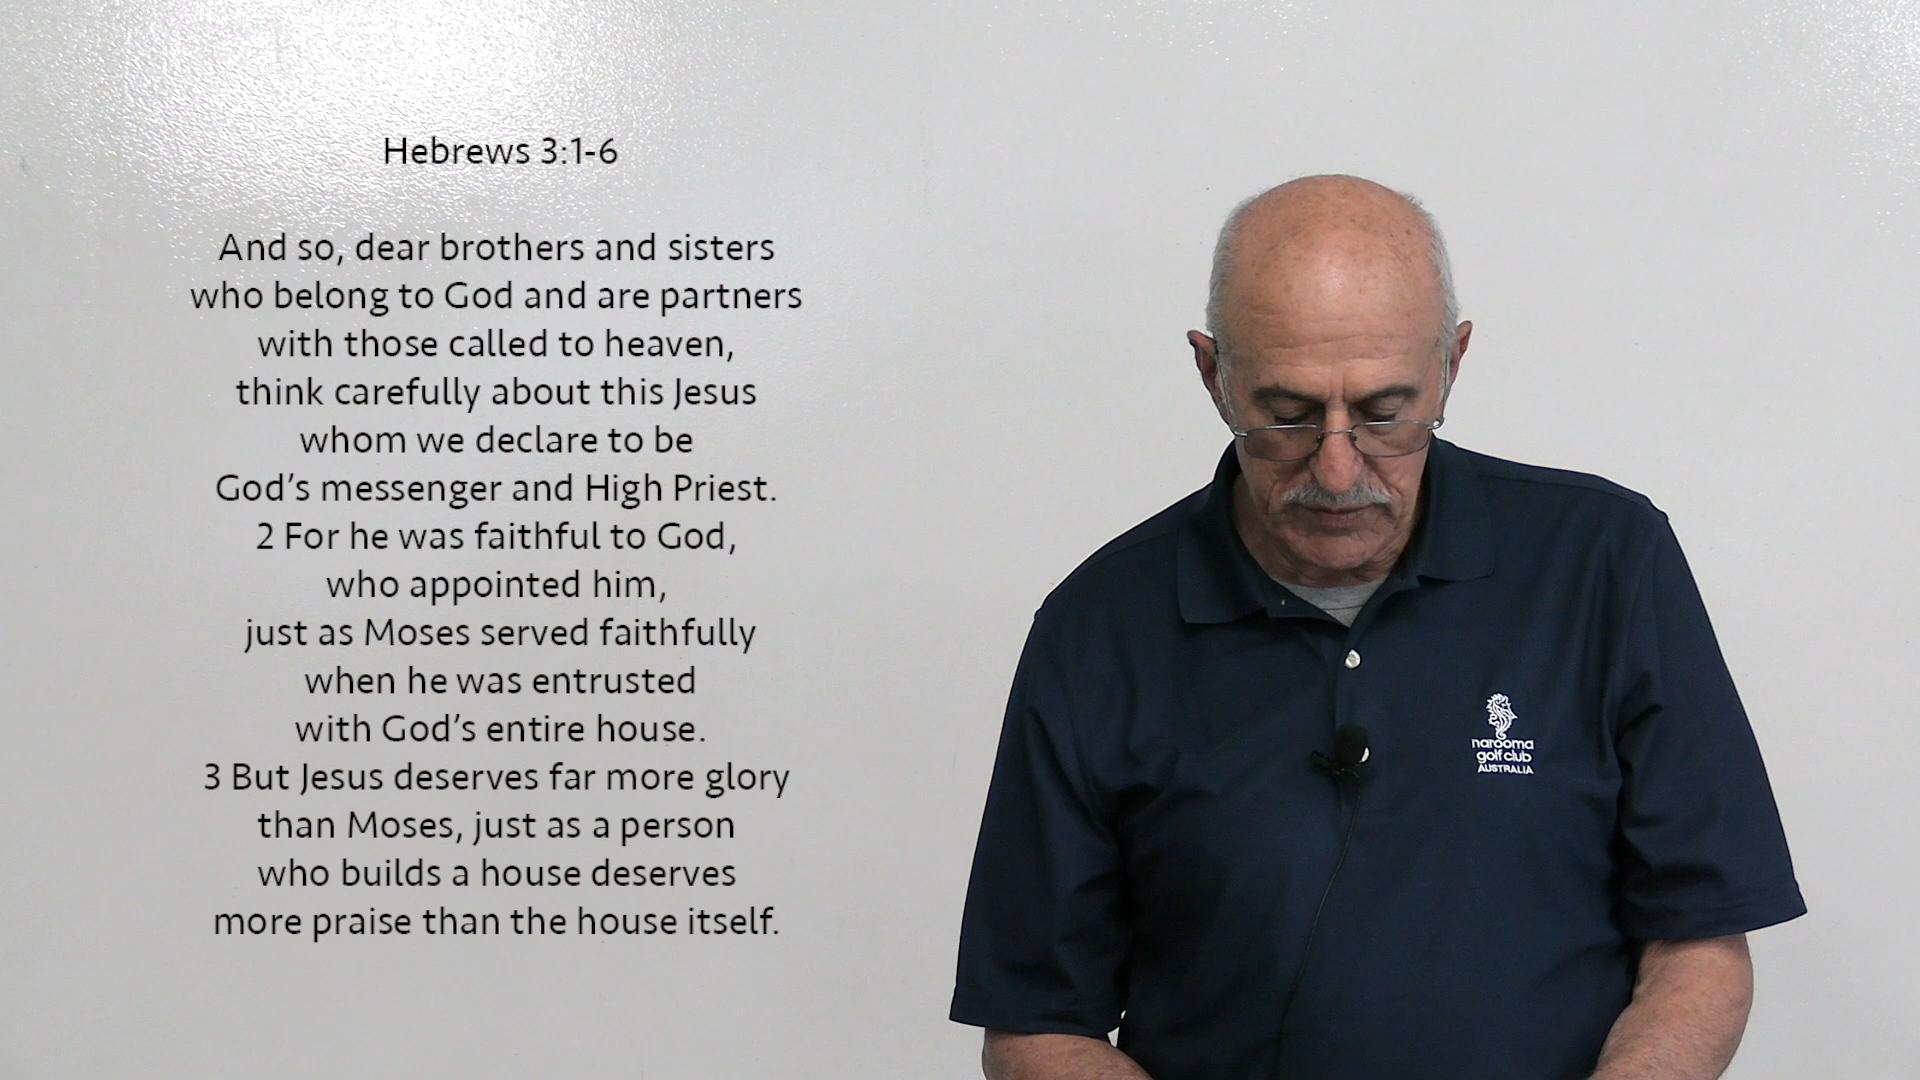 Hebrews 3:1-6
And so, dear brothers and sisters
who belong to God and are partners
with those called to heaven,
think carefully about this Jesus
whom we declare to be
God’s messenger and High Priest.
2 For he was faithful to God,
who appointed him,
just as Moses served faithfully
when he was entrusted
with God’s entire house.
3 But Jesus deserves far more glory
than Moses, just as a person
who builds a house deserves
more praise than the house itself.
narooma
golf club
AUSTRALIA